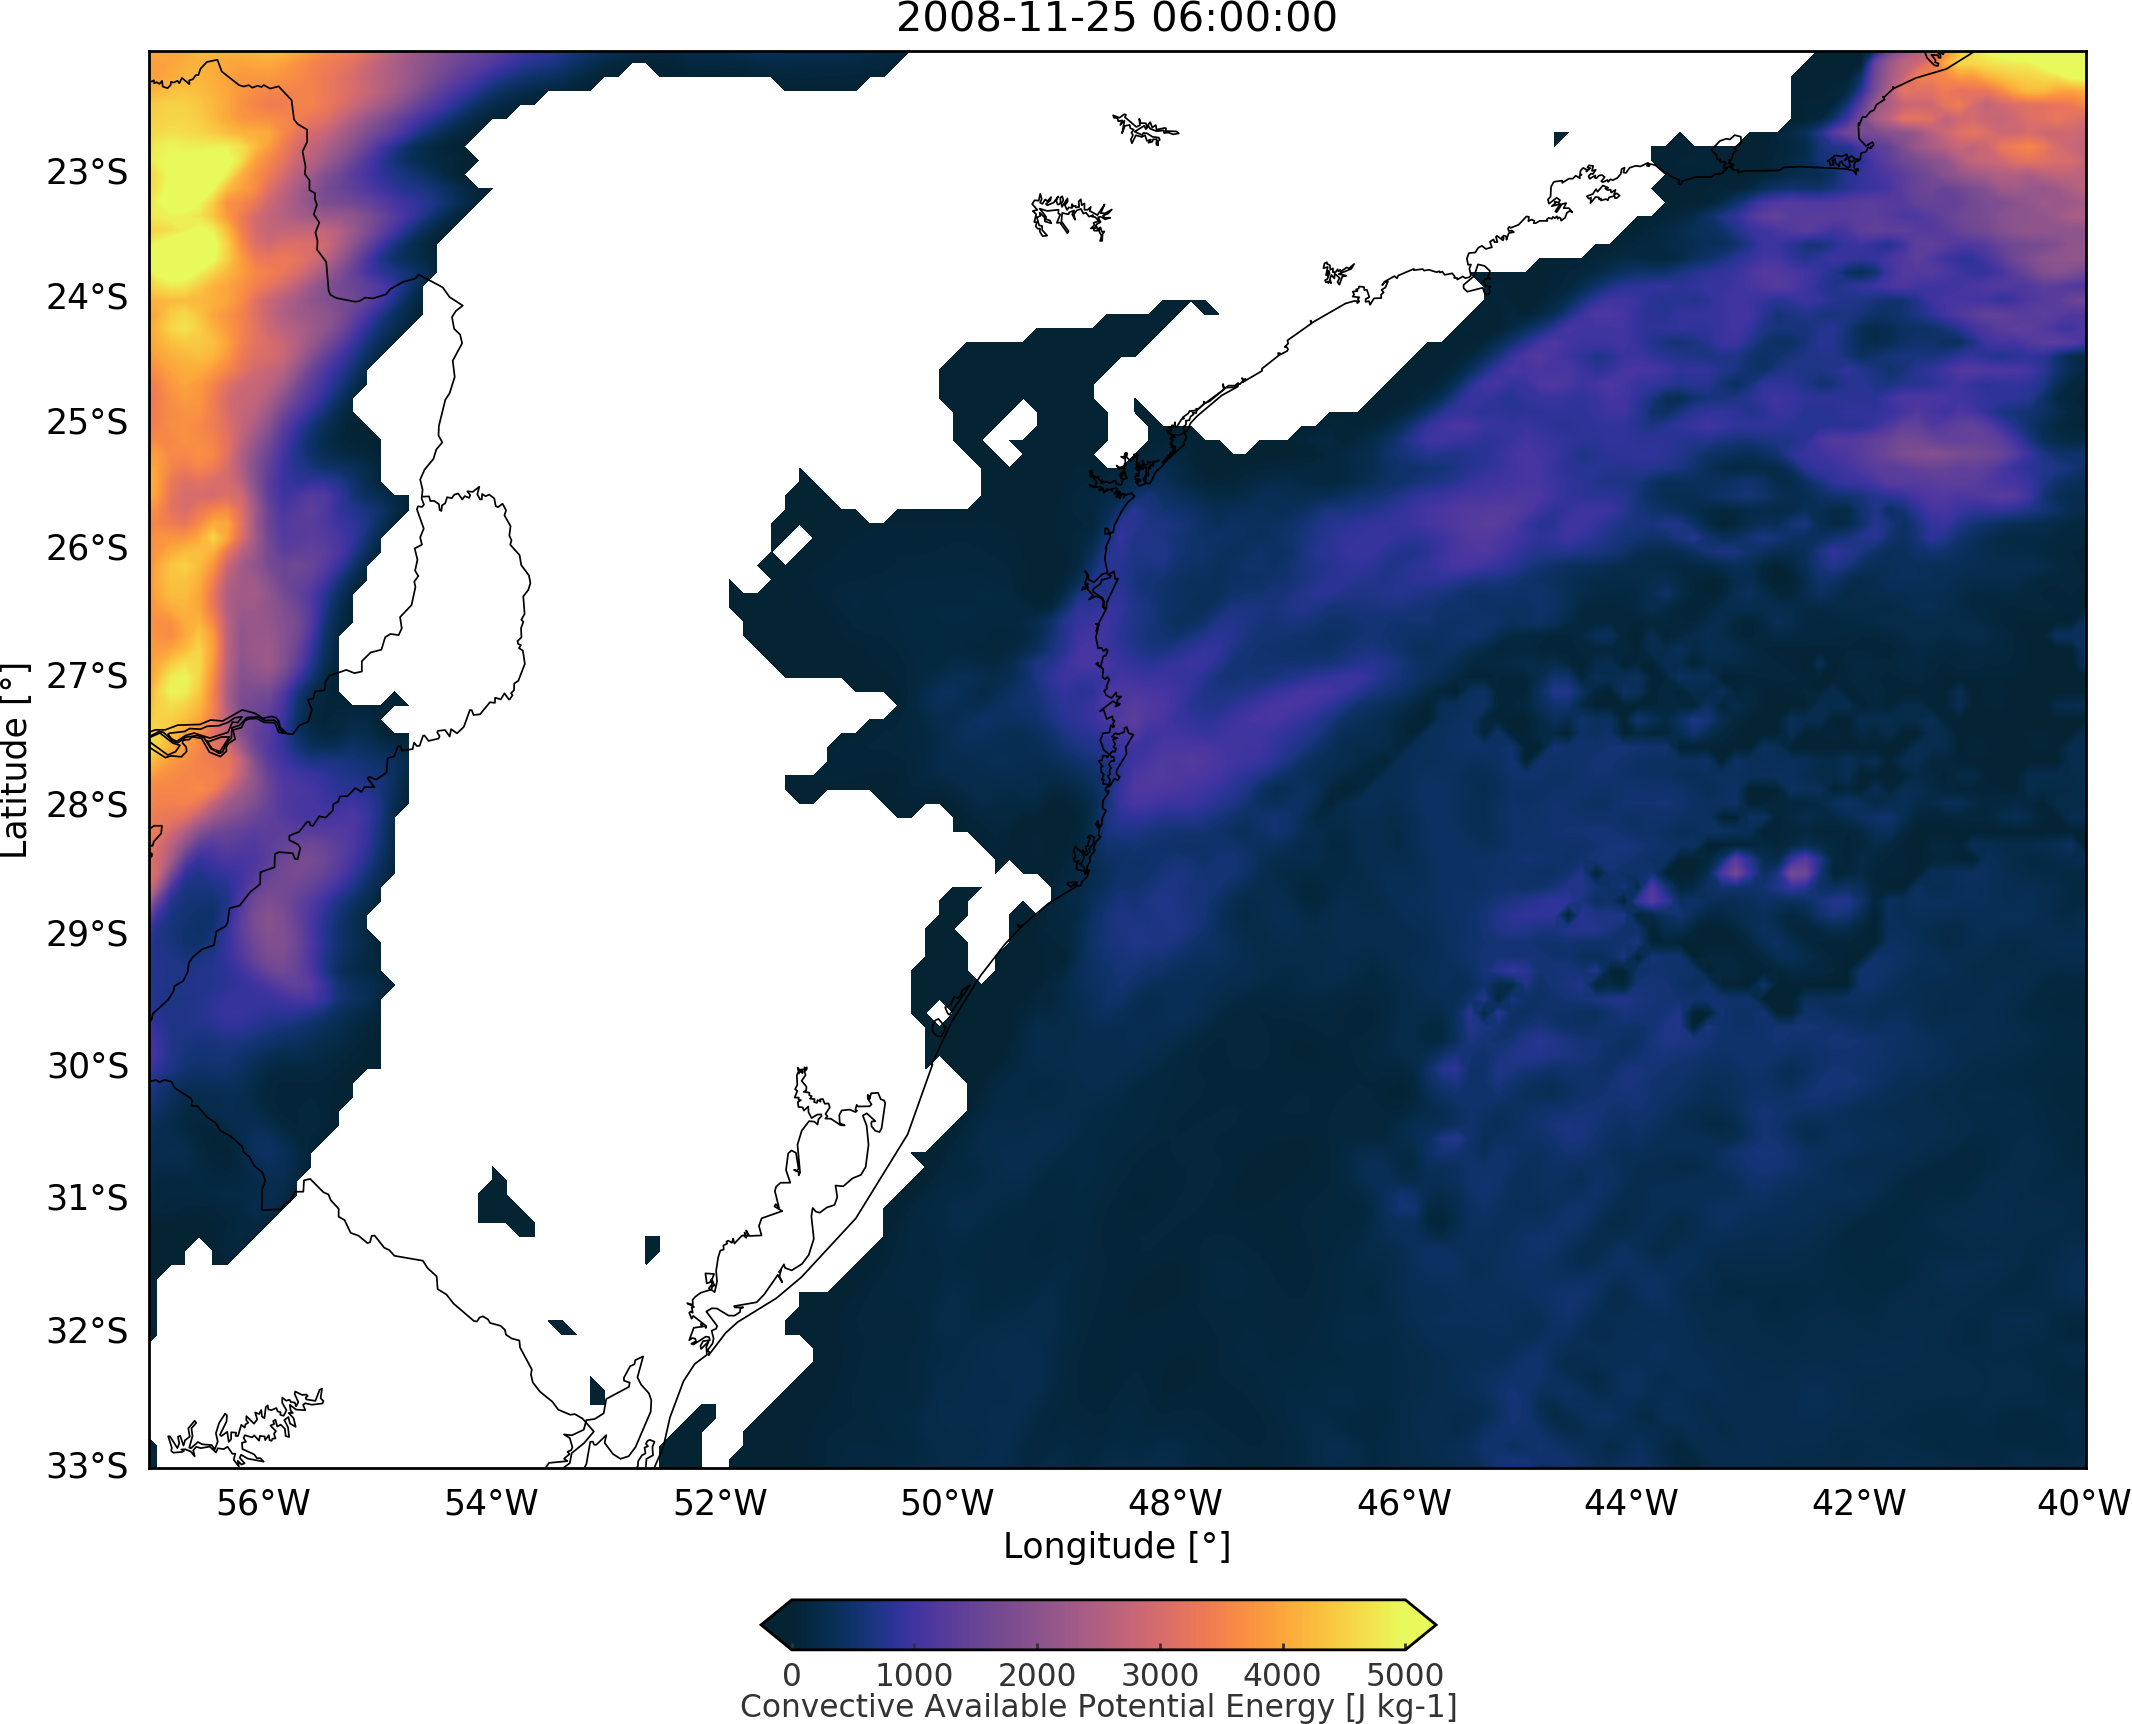 2008-11-25 06:00:00
23°S
24°S
25°S
26°S
27°S
28°S
29°S
30°S
31°S
32°S
33°S
Latitude [°]
56°W 54°W 52°W 50°W 48°W 46°W 44°W 42°W 40°W
Longitude [°]
0 1000 2000 3000 4000 5000
Convective Available Potential Energy [J kg-1]